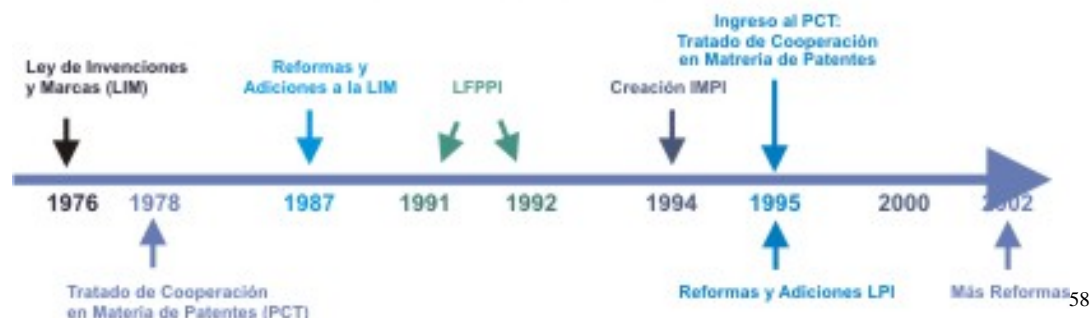 Ingreso al PCT:
Tratado de Cooperación
en Matreria de Patentes
Ley de Invenciones
y Marcas (LIM)
Reformas y
Adiciones a la LIM
LFPPI
Creación IMPI
1976
1978
1987
1991
1992
1994
1995
2000
2002
Tratado de Cooperación
en Materia de Patentes (PCT)
Reformas y Adiciones LPI
Más Reformas
58